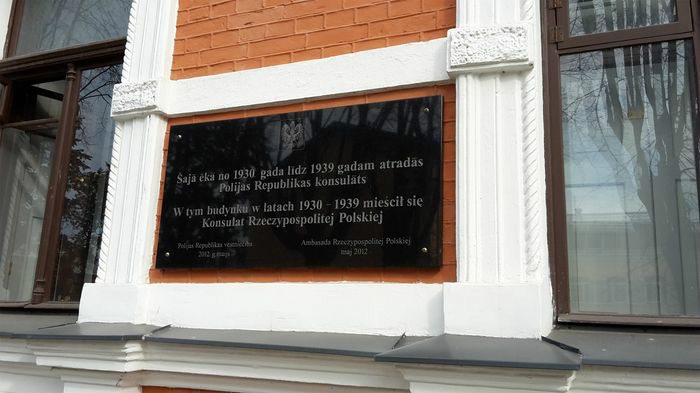 Šajā ēkā no 1930 gada līdz 1939 gadam atradās
Polijas Republikas konsulāts
W tym budynku w latach 1930 – 1939 mieścił się
Konsulat Rzeczypospolitej Polskiej
Polijas Republikas vēstniecība
2012. g.maijs
Ambasada Rzeczypospolitej Polskiej
maj 2012